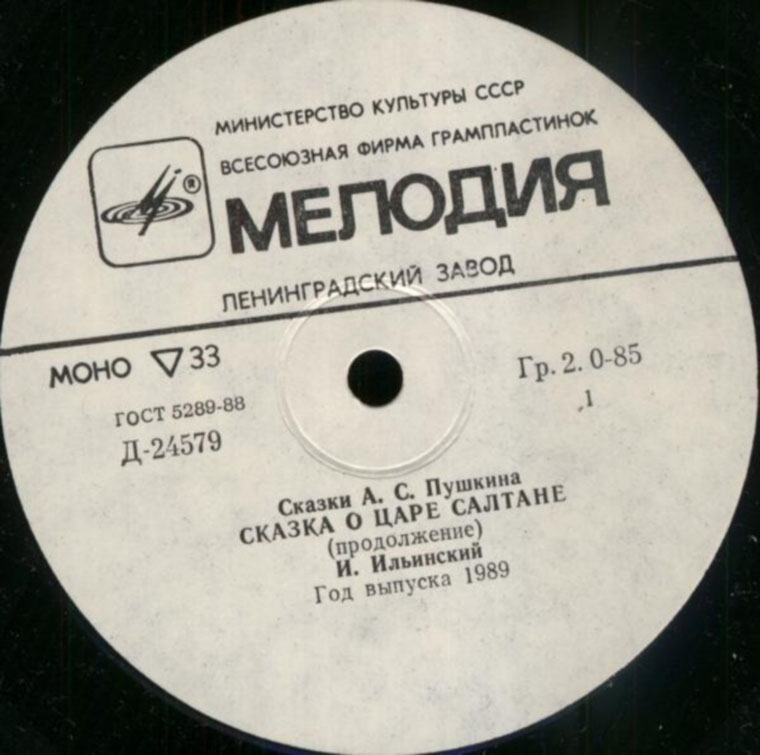 МИНИСТЕРСТВО КУЛЬТУРЫ СССР
ВСЕСОЮЗНАЯ ФИРМА ГРАМПЛАСТИНОК
®
МЕЛОДИЯ
ЛЕНИНГРАДСКИЙ ЗАВОД
МОНО ▽ 33
Гр. 2. 0-85
ГОСТ 5289-88
1
Д-24579
Сказки А. С. Пушкина
СКАЗКА О ЦАРЕ САЛТАНЕ
(продолжение)
И. Ильинский
Год выпуска 1989